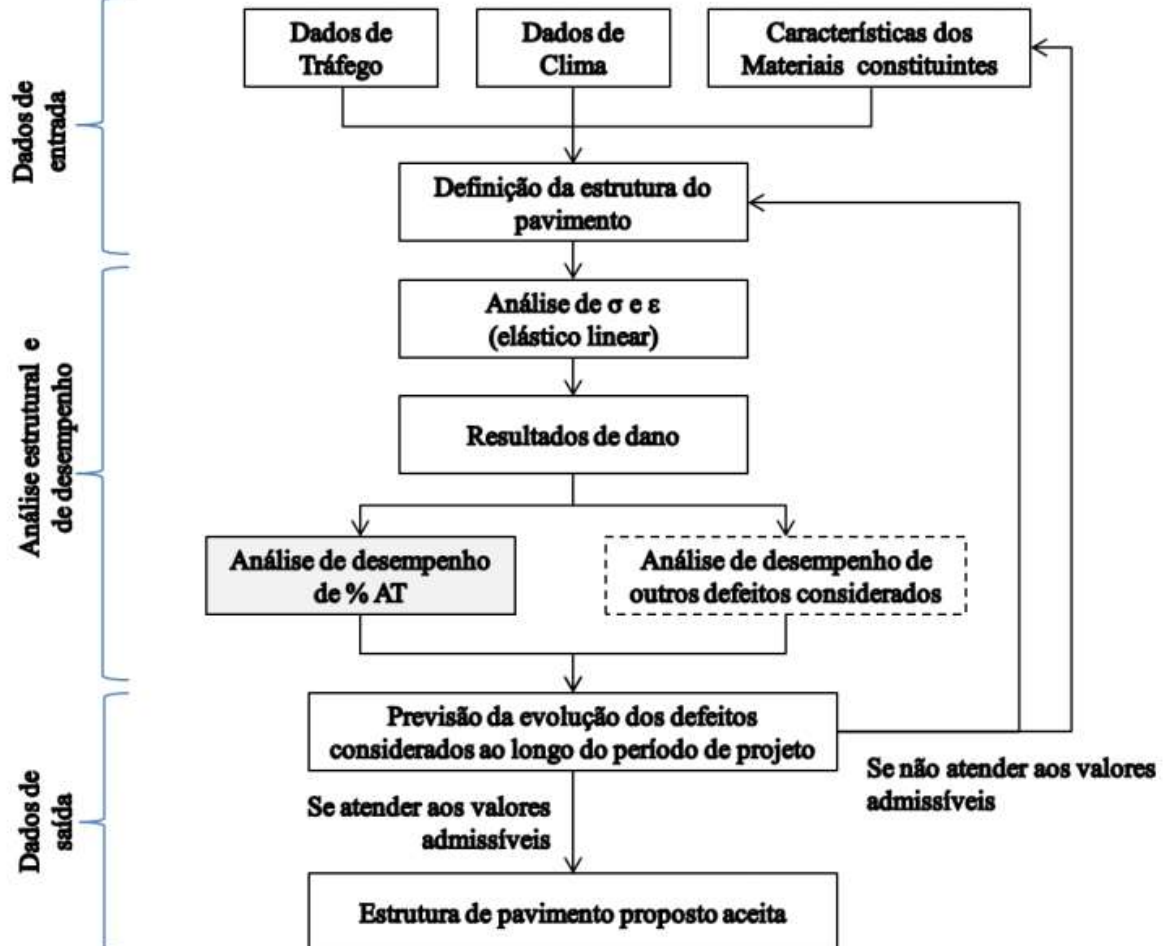 Dados de
Tráfego
Dados de
Clima
Características dos
Materiais constituintes
Dados de
entrada
Definição da estrutura do
pavimento
Análise de σ e ε
(elástico linear)
Análise estrutural e
de desempenho
Resultados de dano
Análise de desempenho
de % AT
Análise de desempenho de
outros defeitos considerados
Previsão da evolução dos defeitos
considerados ao longo do período de projeto
Se não atender aos valores
admissíveis
Se atender aos valores
admissíveis
Dados de
saída
Estrutura de pavimento proposto aceita